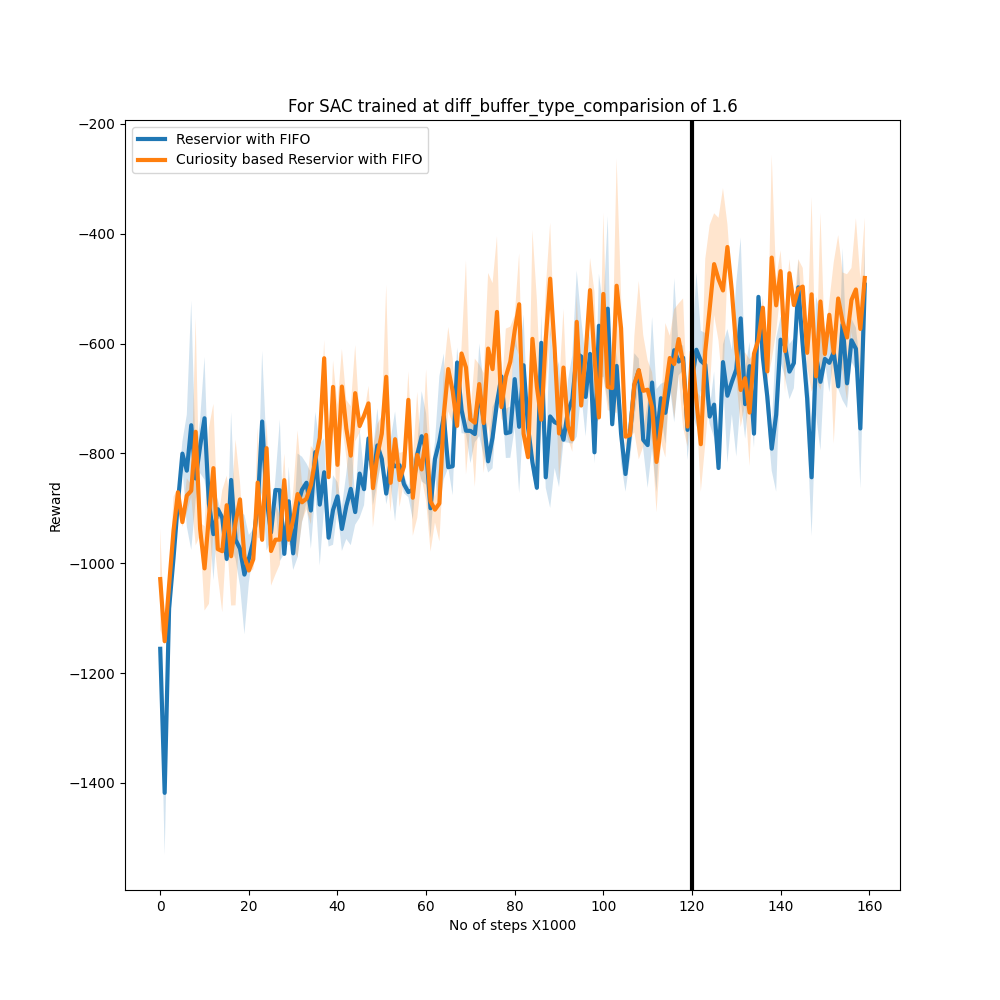 For SAC trained at diff_buffer_type_comparision of 1.6
Reservior with FIFO
Curiosity based Reservior with FIFO
−200
−400
−600
−800
−1000
−1200
−1400
Reward
0 20 40 60 80 100 120 140 160
No of steps X1000